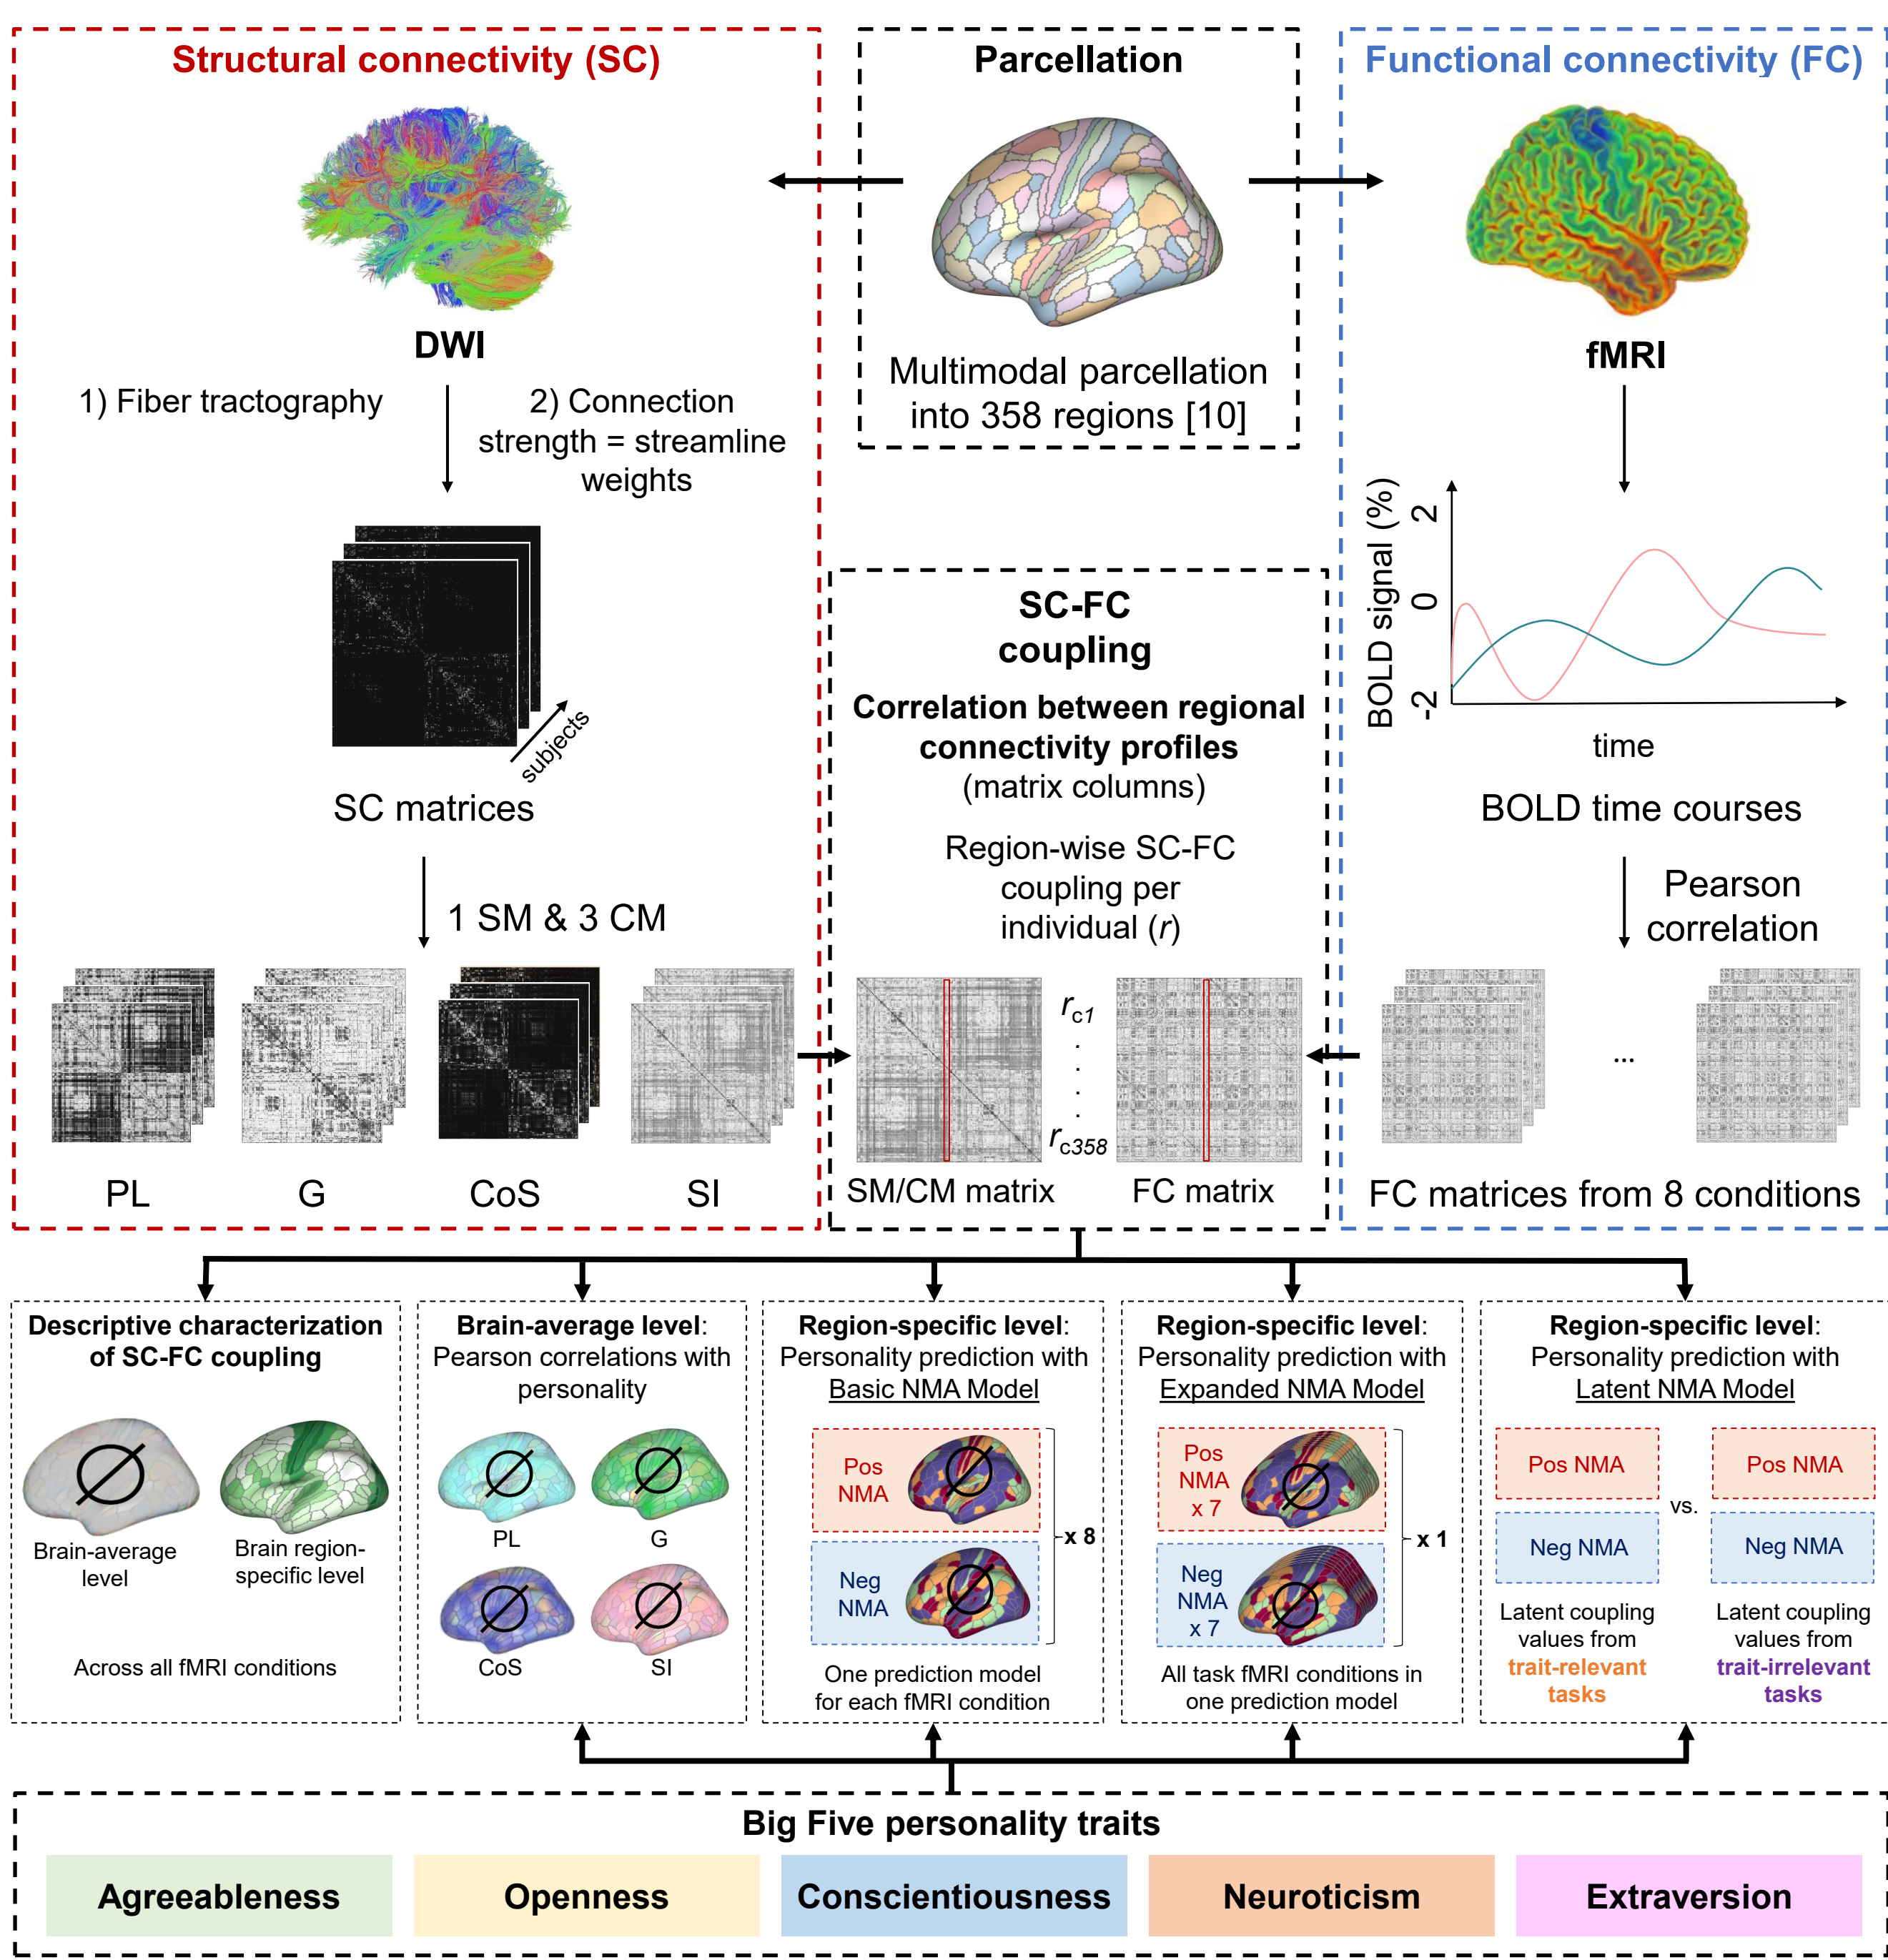 Structural connectivity (SC)
DWI
1) Fiber tractography
2) Connection
strength = streamline
weights
subjects
SC matrices
1 SM & 3 CM
PL
G
CoS
SI
Parcellation
Multimodal parcellation
into 358 regions [10]
SC-FC
coupling
Correlation between regional
connectivity profiles
(matrix columns)
Region-wise SC-FC
coupling per
individual (r)
rc1
.
.
.
.
rc358
SM/CM matrix
FC matrix
Functional connectivity (FC)
fMRI
BOLD signal (%)
2
0
-2
time
BOLD time courses
Pearson
correlation
...
FC matrices from 8 conditions
Descriptive characterization
of SC-FC coupling
Brain-average
level
Brain region-
specific level
Across all fMRI conditions
Brain-average level:
Pearson correlations with
personality
PL
G
CoS
SI
Region-specific level:
Personality prediction with
Basic NMA Model
Pos
NMA
Neg
NMA
x 8
One prediction model
for each fMRI condition
Region-specific level:
Personality prediction with
Expanded NMA Model
Pos
NMA
x 7
Neg
NMA
x 7
x 1
All task fMRI conditions in
one prediction model
Region-specific level:
Personality prediction with
Latent NMA Model
Pos NMA
Neg NMA
vs.
Pos NMA
Neg NMA
Latent coupling
values from
trait-relevant
tasks
Latent coupling
values from
trait-irrelevant
tasks
Big Five personality traits
Agreeableness
Openness
Conscientiousness
Neuroticism
Extraversion